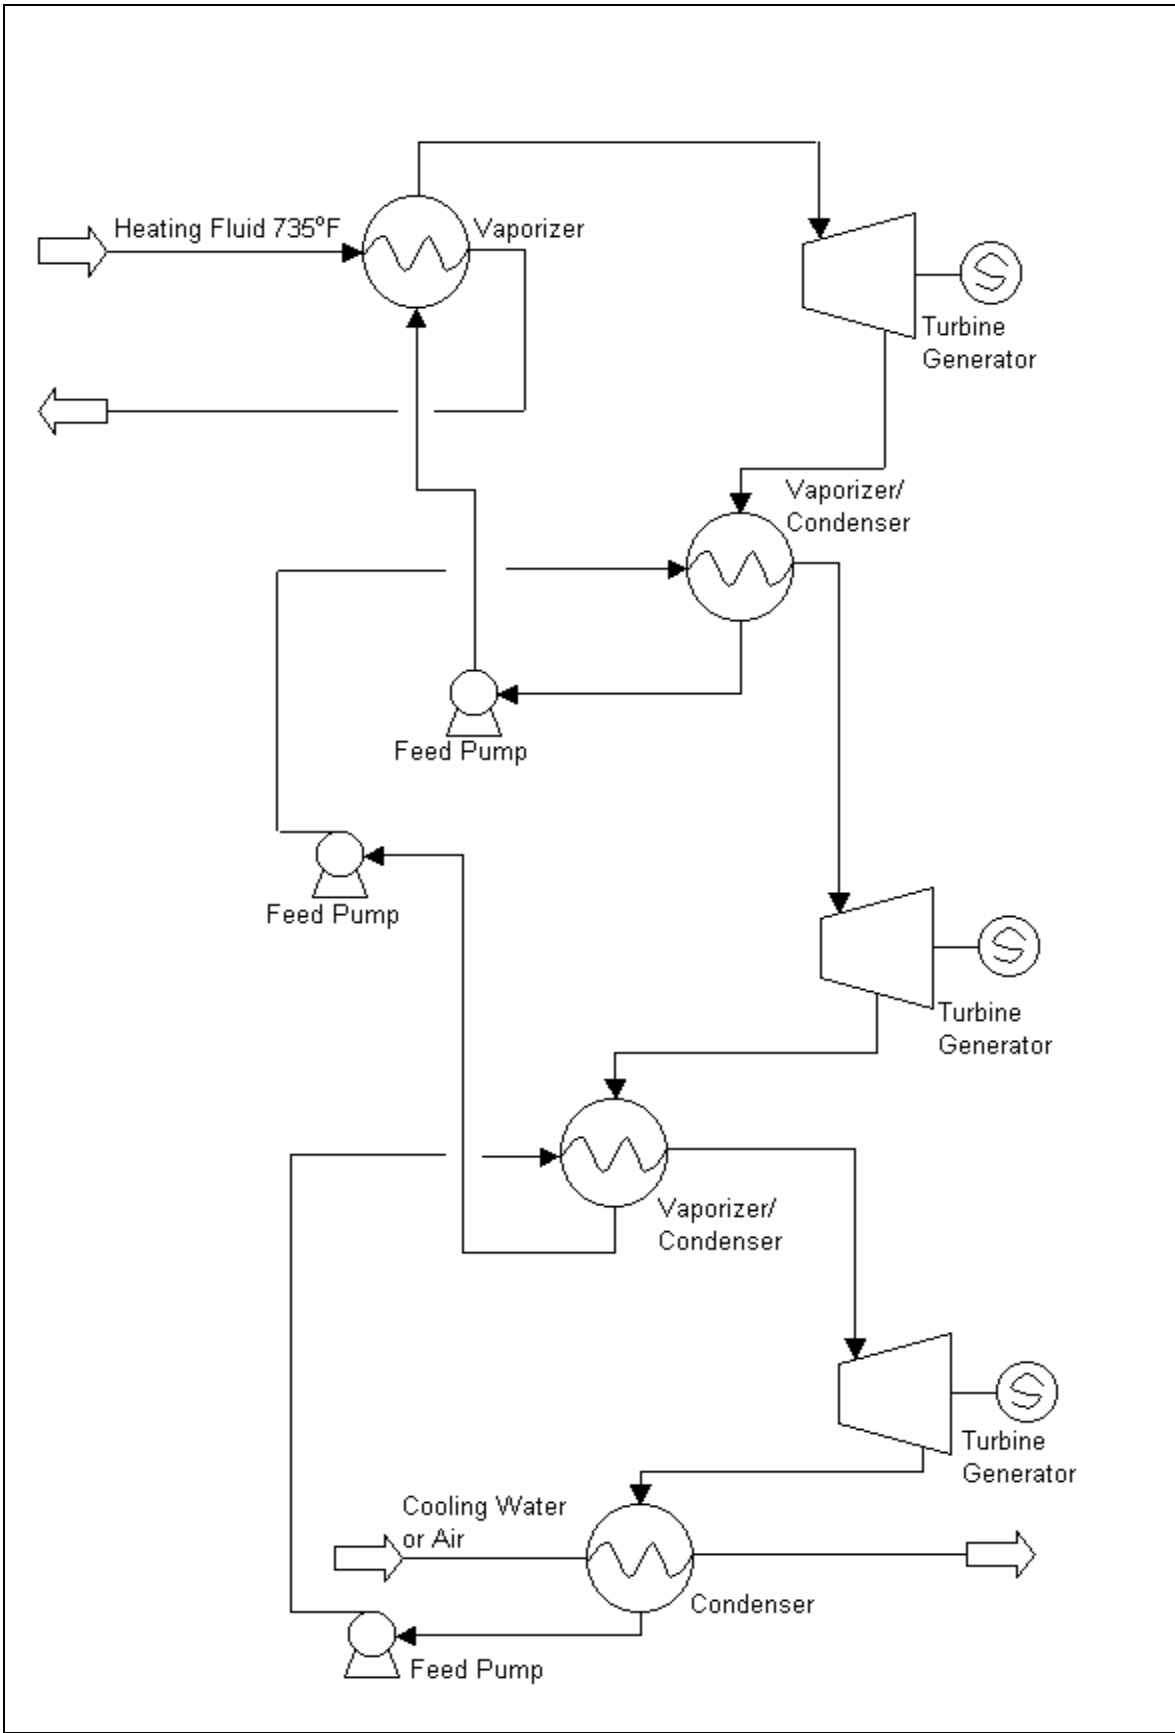 Heating Fluid 735°F
Vaporizer
Turbine
Generator
Vaporizer/
Condenser
Feed Pump
Feed Pump
Turbine
Generator
Vaporizer/
Condenser
Turbine
Generator
Cooling Water
or Air
Condenser
Feed Pump